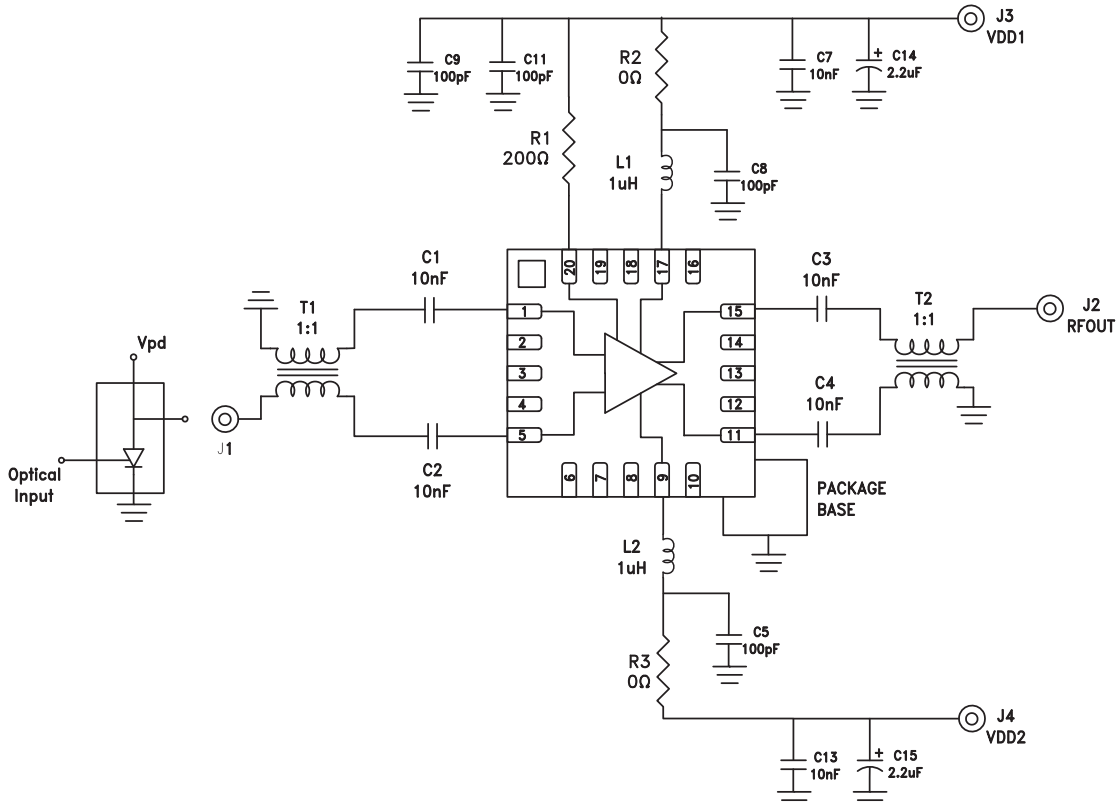 J3
VDD1
C9
100pF
C11
100pF
R2
0Ω
C7
10nF
C14
2.2uF
+
R1
200Ω
L1
1uH
C8
100pF
C1
10nF
C3
10nF
20
19
18
17
16
T1
1:1
T2
1:1
J2
RFOUT
1
2
3
4
5
15
14
13
12
11
Vpd
J1
Optical
Input
C4
10nF
C2
10nF
6
7
8
9
10
PACKAGE
BASE
L2
1uH
C5
100pF
R3
0Ω
J4
VDD2
C13
10nF
+
C15
2.2uF